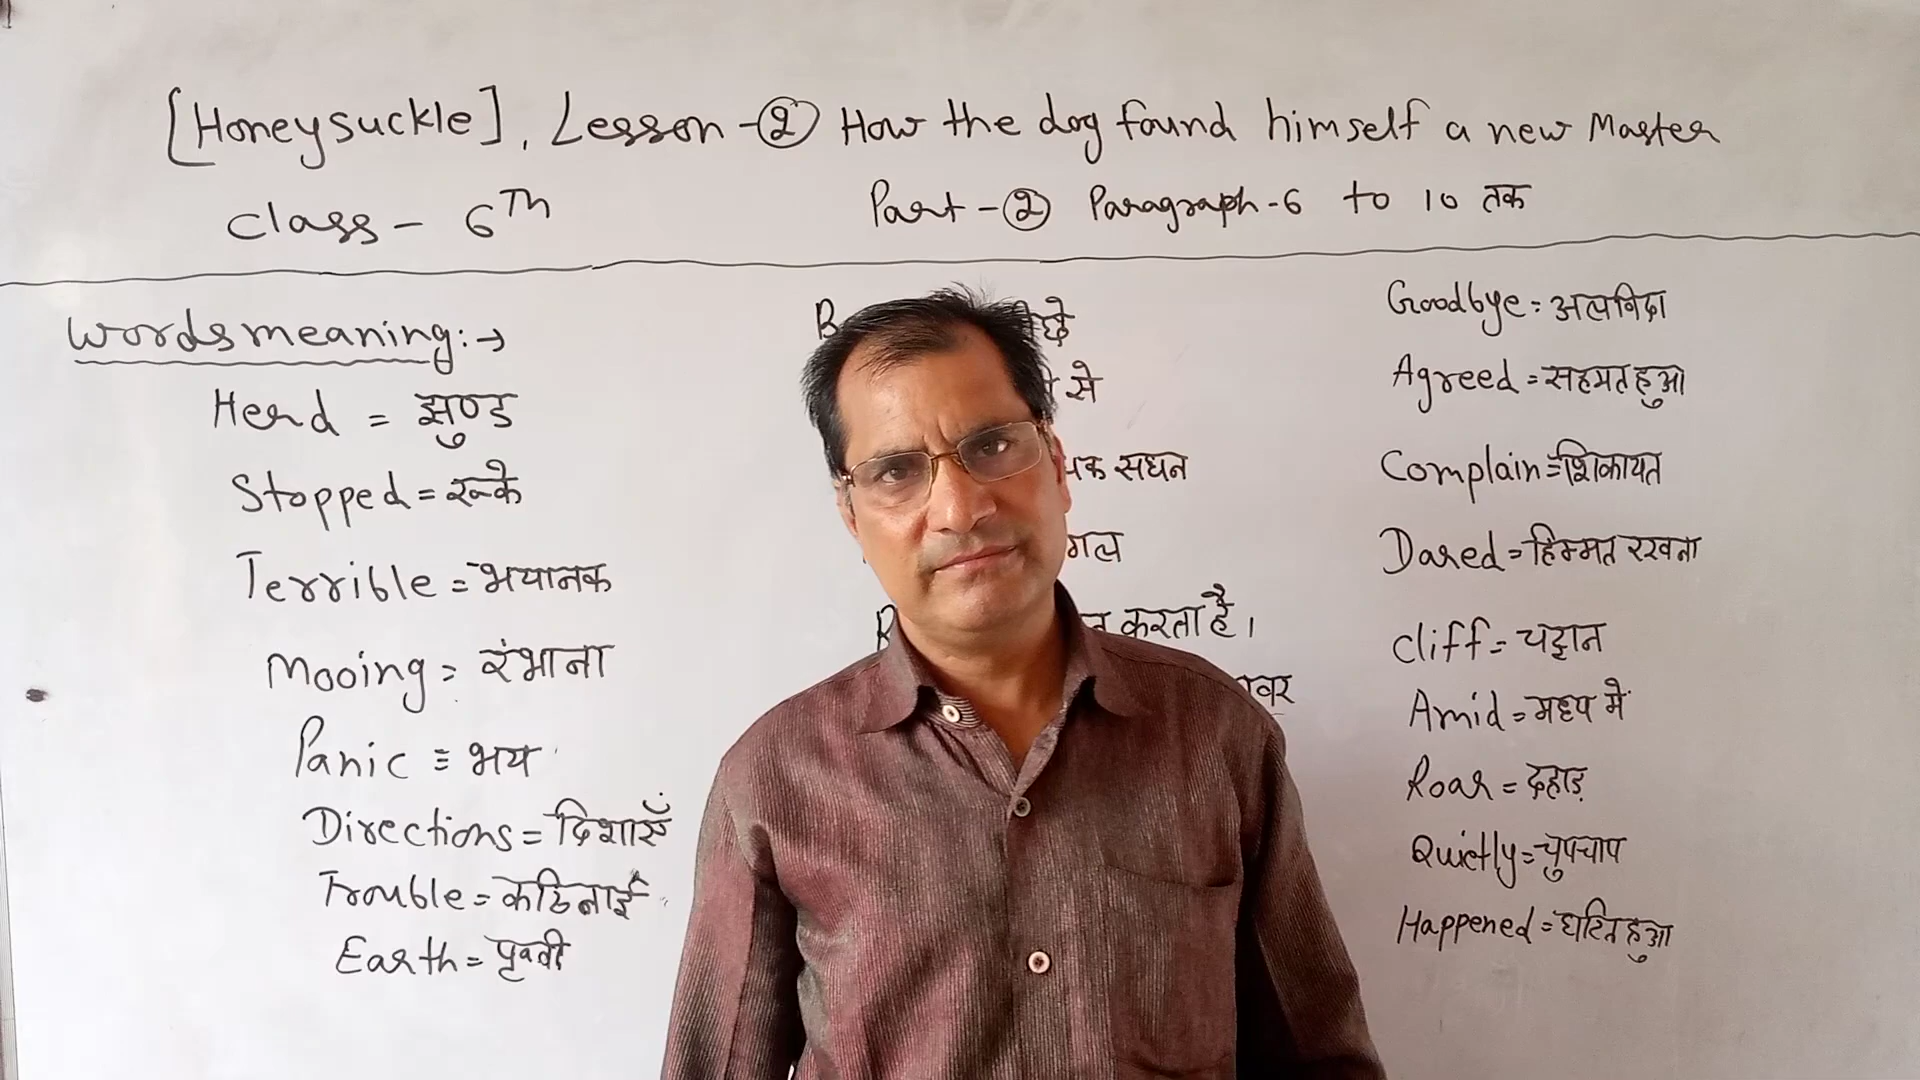 [Honeysuckle], Lesson-② How the dog found himself a new Master
Class - 6Th
Part-② Paragraph-6 to 10 तक
Words meaning:→
Herd = झुण्ड
Stopped = रूके
Terrible = भयानक
Mooing = रंभाना
Panic = भय
Directions = दिशाएँ
Trouble = कठिनाई
Earth = पृथ्वी
से
सघन
करता है।
Goodbye = अलविदा
Agreed = सहमत हुआ
Complain = शिकायत
Dared = हिम्मत रखना
Cliff = चट्टान
Amid = मध्य में
Roar = दहाड़
Quietly = चुपचाप
Happened = घटित हुआ